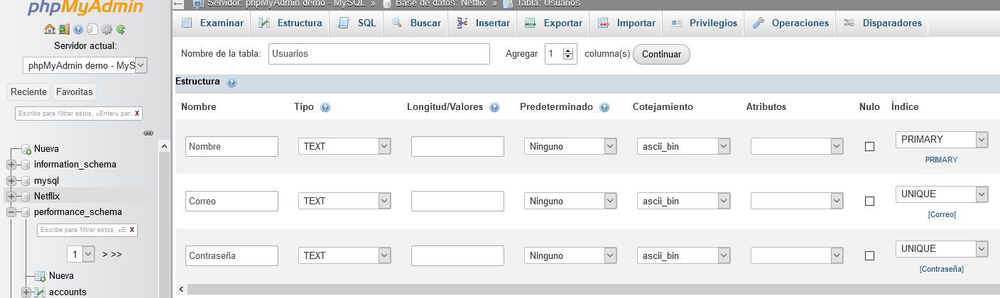 phpMyAdmin
Servidor: phpMyAdmin demo - MySQL » Base de datos: Netflix » Tabla: Usuarios
Examinar Estructura SQL Buscar Insertar Exportar Importar Privilegios Operaciones Disparadores
Servidor actual:
phpMyAdmin demo - MyS
Reciente Favoritas
Escribe para filtrar estos, «Enter» par. X
Nueva
information_schema
mysql
Netflix
performance_schema
Escribe para filtrar estos, «E X
1 > >>
Nueva
accounts
Nombre de la tabla: Usuarios Agregar 1 columna(s) Continuar
Estructura
Nombre Tipo Longitud/Valores Predeterminado Cotejamiento Atributos Nulo Índice
Nombre TEXT Ninguno ascii_bin PRIMARY
PRIMARY
Correo TEXT Ninguno ascii_bin UNIQUE
[Correo]
Contraseña TEXT Ninguno ascii_bin UNIQUE
[Contraseña]